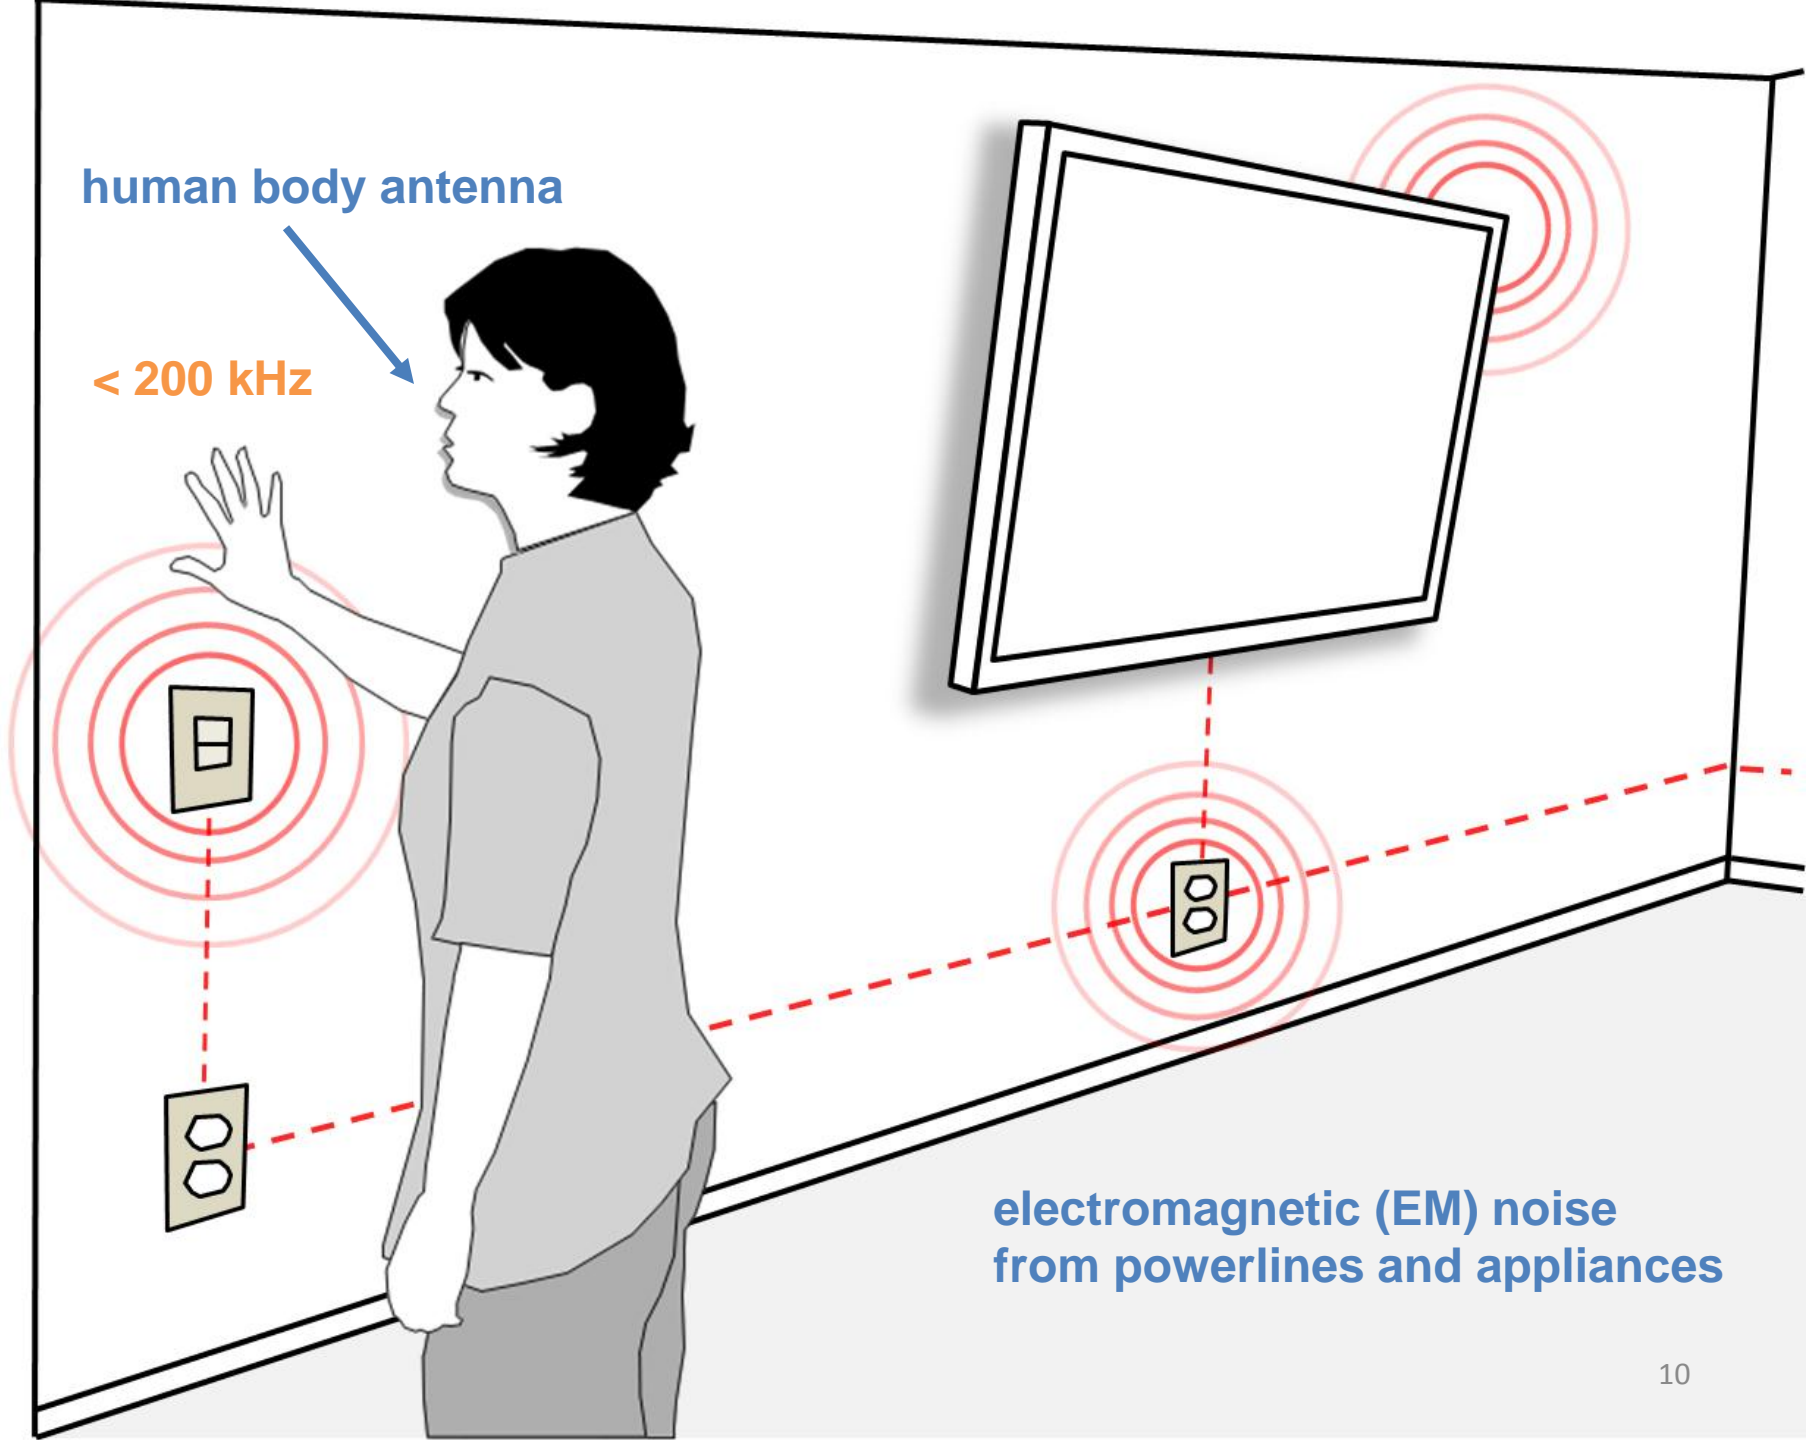 human body antenna
< 200 kHz
electromagnetic (EM) noise
from powerlines and appliances
10